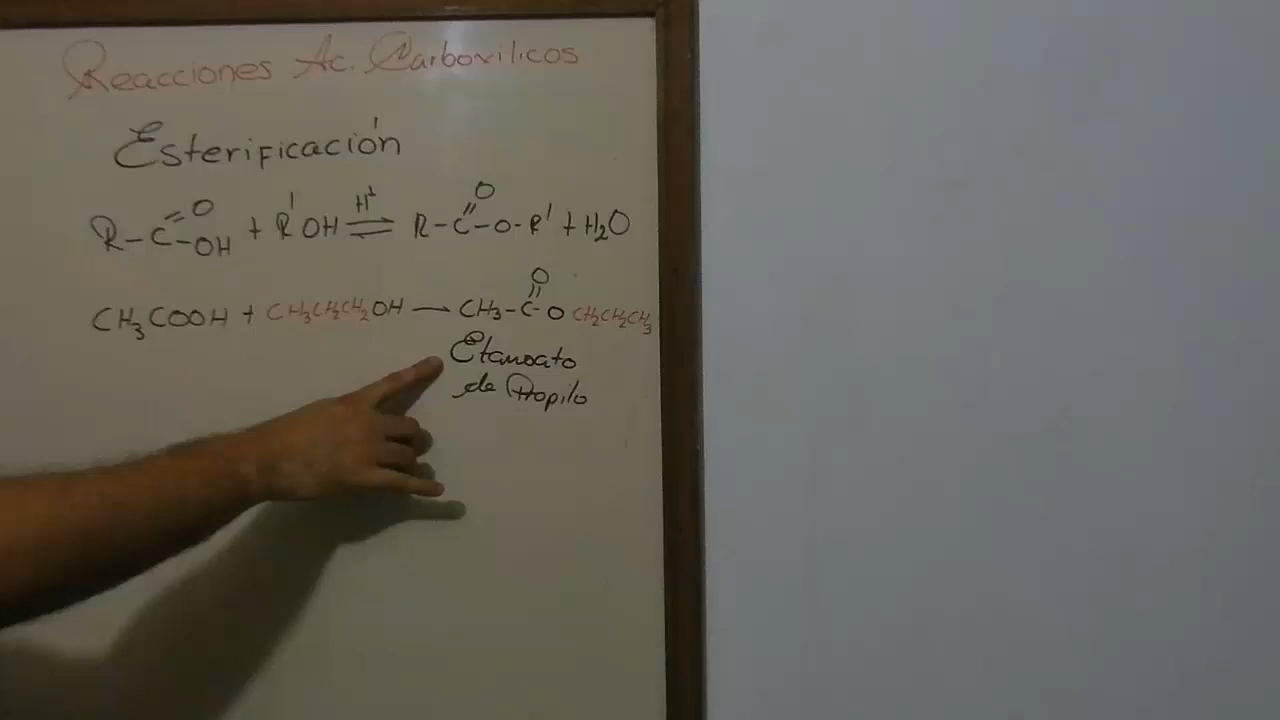 Reacciones Ac. Carboxilicos
Esterificación
R-C(=O)-OH + R'OH ⇌ (H+) R-C(=O)-O-R' + H2O
CH3COOH + CH3CH2CH2OH → CH3-C(=O)-O CH2CH2CH3
Etanoato
de Propilo